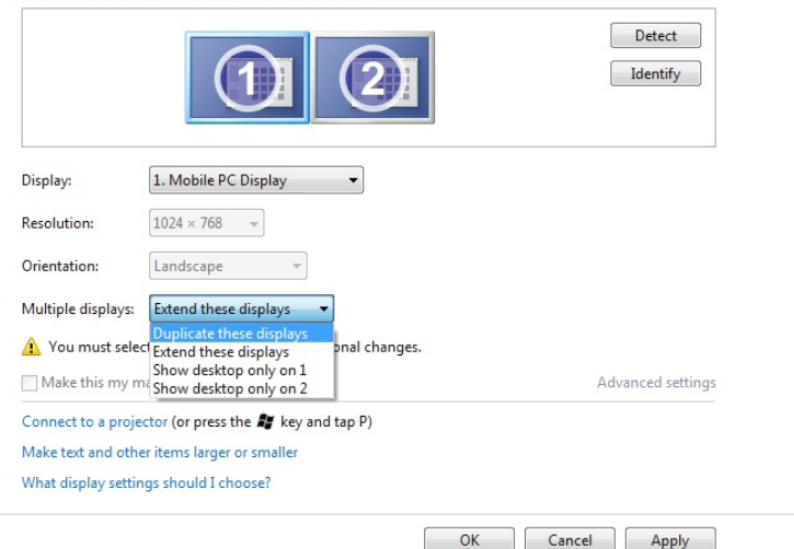 1 2
Detect
Identify
Display: 1. Mobile PC Display
Resolution: 1024 × 768
Orientation: Landscape
Multiple displays: Extend these displays
Duplicate these displays
Extend these displays
Show desktop only on 1
Show desktop only on 2
You must selec onal changes.
Make this my ma
Advanced settings
Connect to a projector (or press the key and tap P)
Make text and other items larger or smaller
What display settings should I choose?
OK Cancel Apply